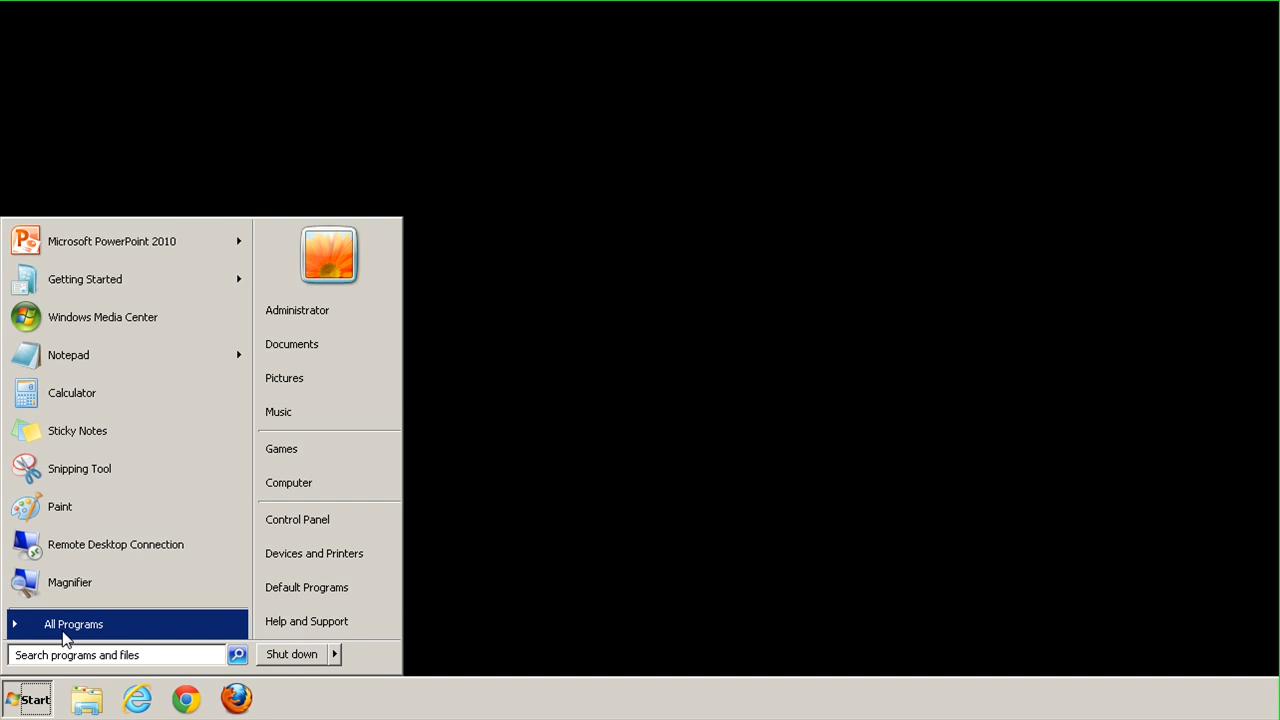 Microsoft PowerPoint 2010
Getting Started
Windows Media Center
Notepad
Calculator
Sticky Notes
Snipping Tool
Paint
Remote Desktop Connection
Magnifier
All Programs
Search programs and files
Administrator
Documents
Pictures
Music
Games
Computer
Control Panel
Devices and Printers
Default Programs
Help and Support
Shut down
Start